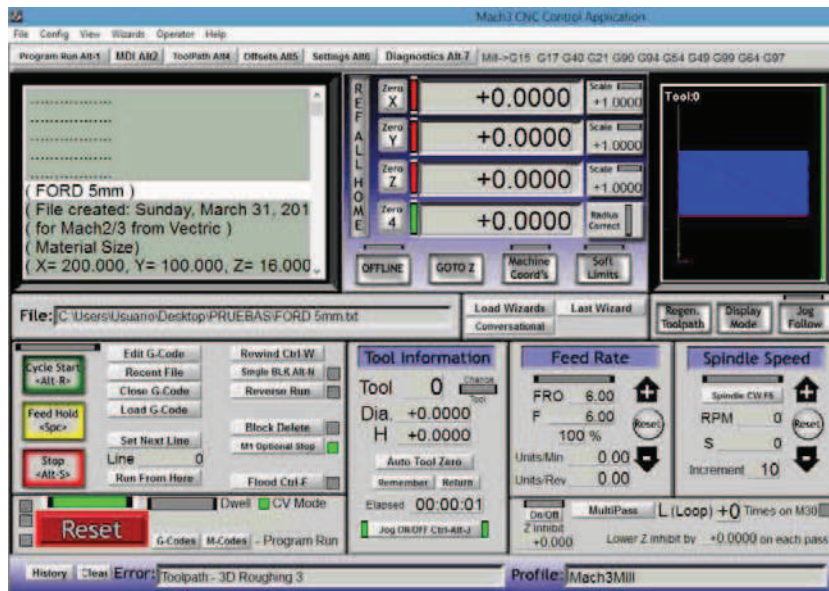 Mach3 CNC Control Application
File Config View Wizards Operator Help
Program Run Alt-1 MDI Alt2 ToolPath Alt4 Offsets Alt5 Settings Alt6 Diagnostics Alt-7 Mill->G15 G17 G40 G21 G90 G94 G54 G49 G99 G64 G97
( FORD 5mm )
( File created: Sunday, March 31, 201
( for Mach2/3 from Vectric )
( Material Size)
( X= 200.000, Y= 100.000, Z= 16.000
REF ALL HOME
Zero X +0.0000 Scale +1.0000
Zero Y +0.0000 Scale +1.0000
Zero Z +0.0000 Scale +1.0000
Zero 4 +0.0000 Radius Correct
OFFLINE GOTO Z Machine Coord's Soft Limits
Tool:0
File: C:\Users\Usuario\Desktop\PRUEBAS\FORD 5mm.txt
Load Wizards Last Wizard
Conversational
Regen. Toolpath Display Mode Jog Follow
Cycle Start <Alt-R>
Feed Hold <Spc>
Stop <Alt-S>
Edit G-Code Rewind Ctrl-W
Recent File Single BLK Alt-N
Close G-Code Reverse Run
Load G-Code
Block Delete
Set Next Line M1 Optional Stop
Line 0
Run From Here Flood Ctrl-F
Reset
Dwell CV Mode
G-Codes M-Codes - Program Run
Tool Information
Tool 0 Change Tool
Dia. +0.0000
H +0.0000
Auto Tool Zero
Remember Return
Elapsed 00:00:01
Jog ON/OFF Ctrl-Alt-J
Feed Rate
FRO 6.00
F 6.00
100 %
Reset
Units/Min 0.00
Units/Rev 0.00
Spindle Speed
Spindle CW F5
RPM 0
Reset
S 0
Increment 10
On/Off
Z Inhibit
+0.000
MultiPass L (Loop) +0 Times on M30
Lower Z inhibit by +0.0000 on each pass
History Clear Error: Toolpath - 3D Roughing 3
Profile: Mach3Mill